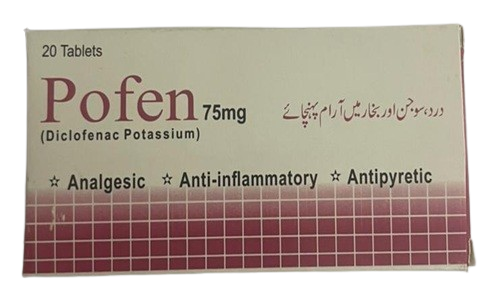 20 Tablets
Pofen 75mg
درد، سوجن اور بخار میں آرام پہنچائے
(Diclofenac Potassium)
☆ Analgesic ☆ Anti-inflammatory ☆ Antipyretic